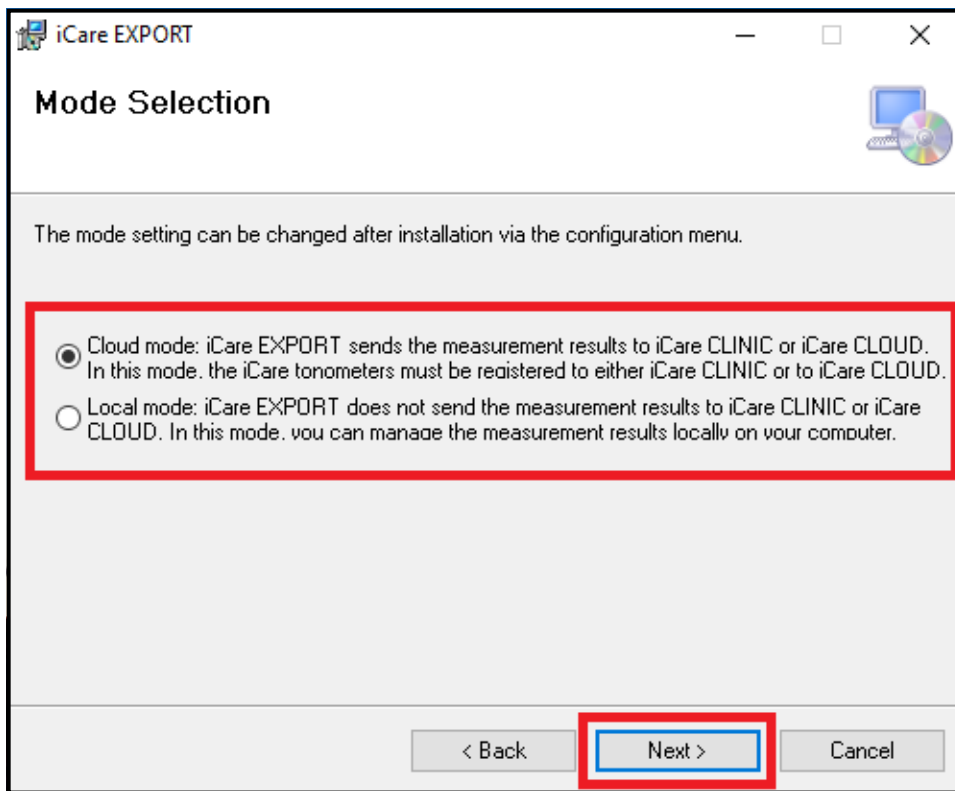 iCare EXPORT
Mode Selection
The mode setting can be changed after installation via the configuration menu.
Cloud mode: iCare EXPORT sends the measurement results to iCare CLINIC or iCare CLOUD.
In this mode, the iCare tonometers must be registered to either iCare CLINIC or to iCare CLOUD.
Local mode: iCare EXPORT does not send the measurement results to iCare CLINIC or iCare
CLOUD. In this mode, you can manage the measurement results locally on your computer.
< Back
Next >
Cancel